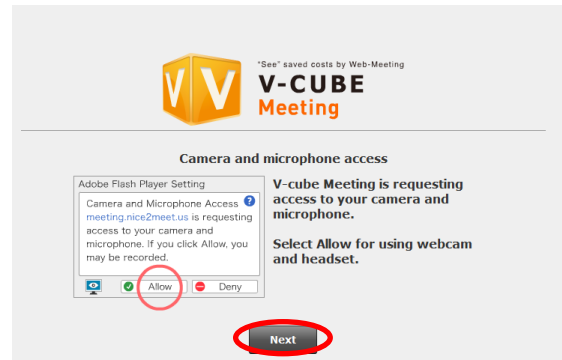 "See" saved costs by Web-Meeting
V-CUBE
Meeting
Camera and microphone access
Adobe Flash Player Setting
Camera and Microphone Access
meeting.nice2meet.us is requesting
access to your camera and
microphone. If you click Allow, you
may be recorded.
Allow
Deny
V-cube Meeting is requesting
access to your camera and
microphone.
Select Allow for using webcam
and headset.
Next